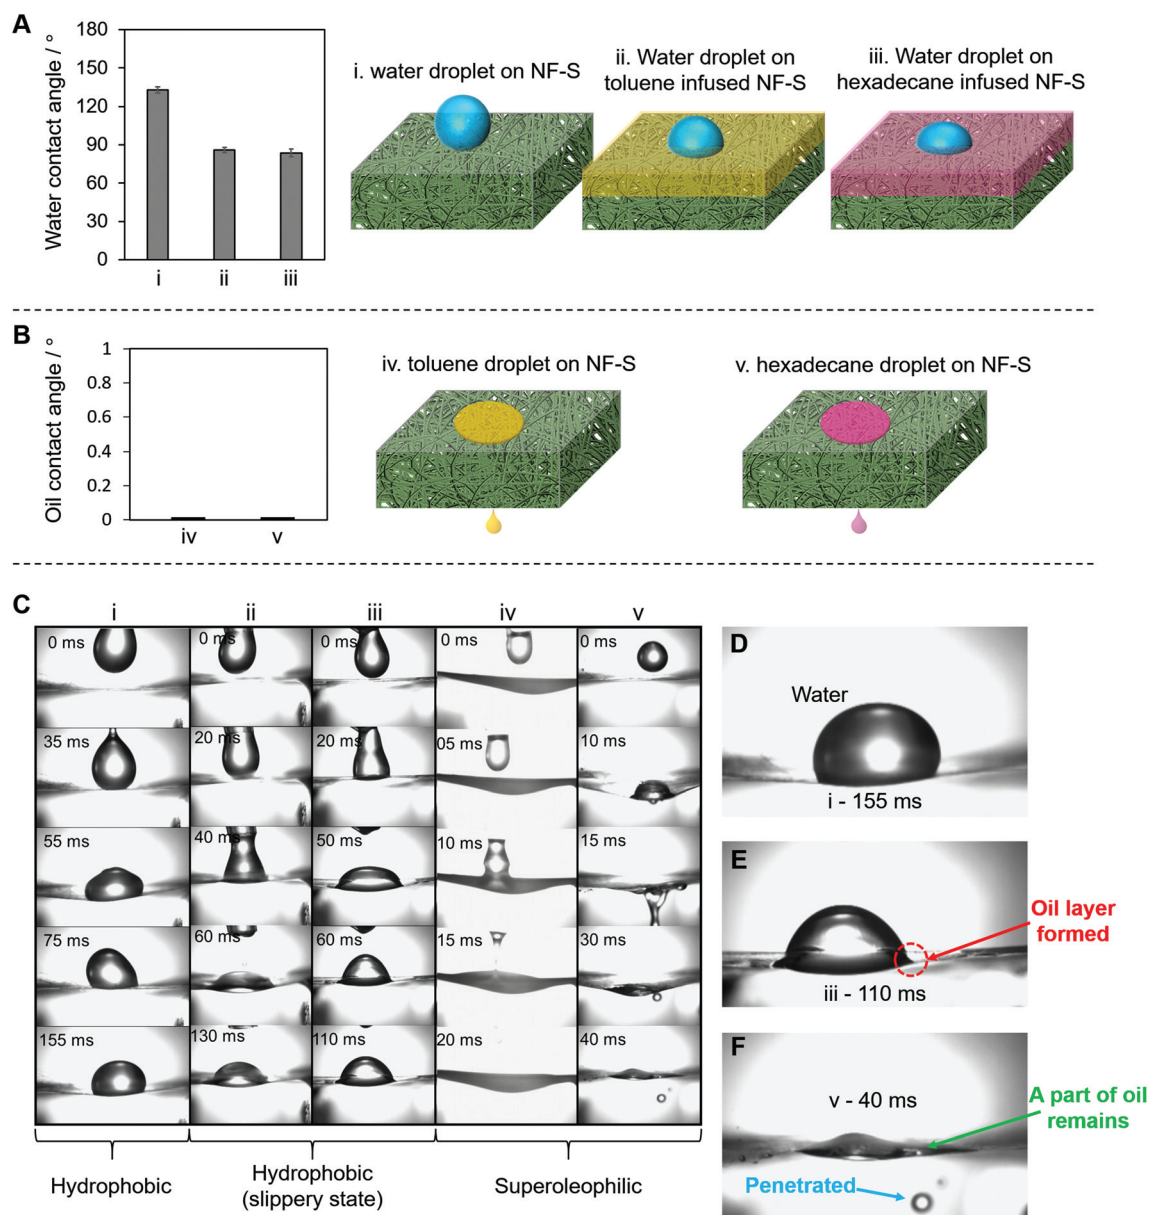 A
Water contact angle / °
180
150
120
90
60
30
0
i
ii
iii
i. water droplet on NF-S
ii. Water droplet on
toluene infused NF-S
iii. Water droplet on
hexadecane infused NF-S
B
Oil contact angle / °
1
0.8
0.6
0.4
0.2
0
iv
v
iv. toluene droplet on NF-S
v. hexadecane droplet on NF-S
C
i
ii
iii
iv
v
0 ms
0 ms
0 ms
0 ms
0 ms
35 ms
20 ms
20 ms
05 ms
10 ms
55 ms
40 ms
50 ms
10 ms
15 ms
75 ms
60 ms
60 ms
15 ms
30 ms
155 ms
130 ms
110 ms
20 ms
40 ms
Hydrophobic
Hydrophobic
(slippery state)
Superoleophilic
D
Water
i - 155 ms
E
Oil layer
formed
iii - 110 ms
F
v - 40 ms
A part of oil
remains
Penetrated